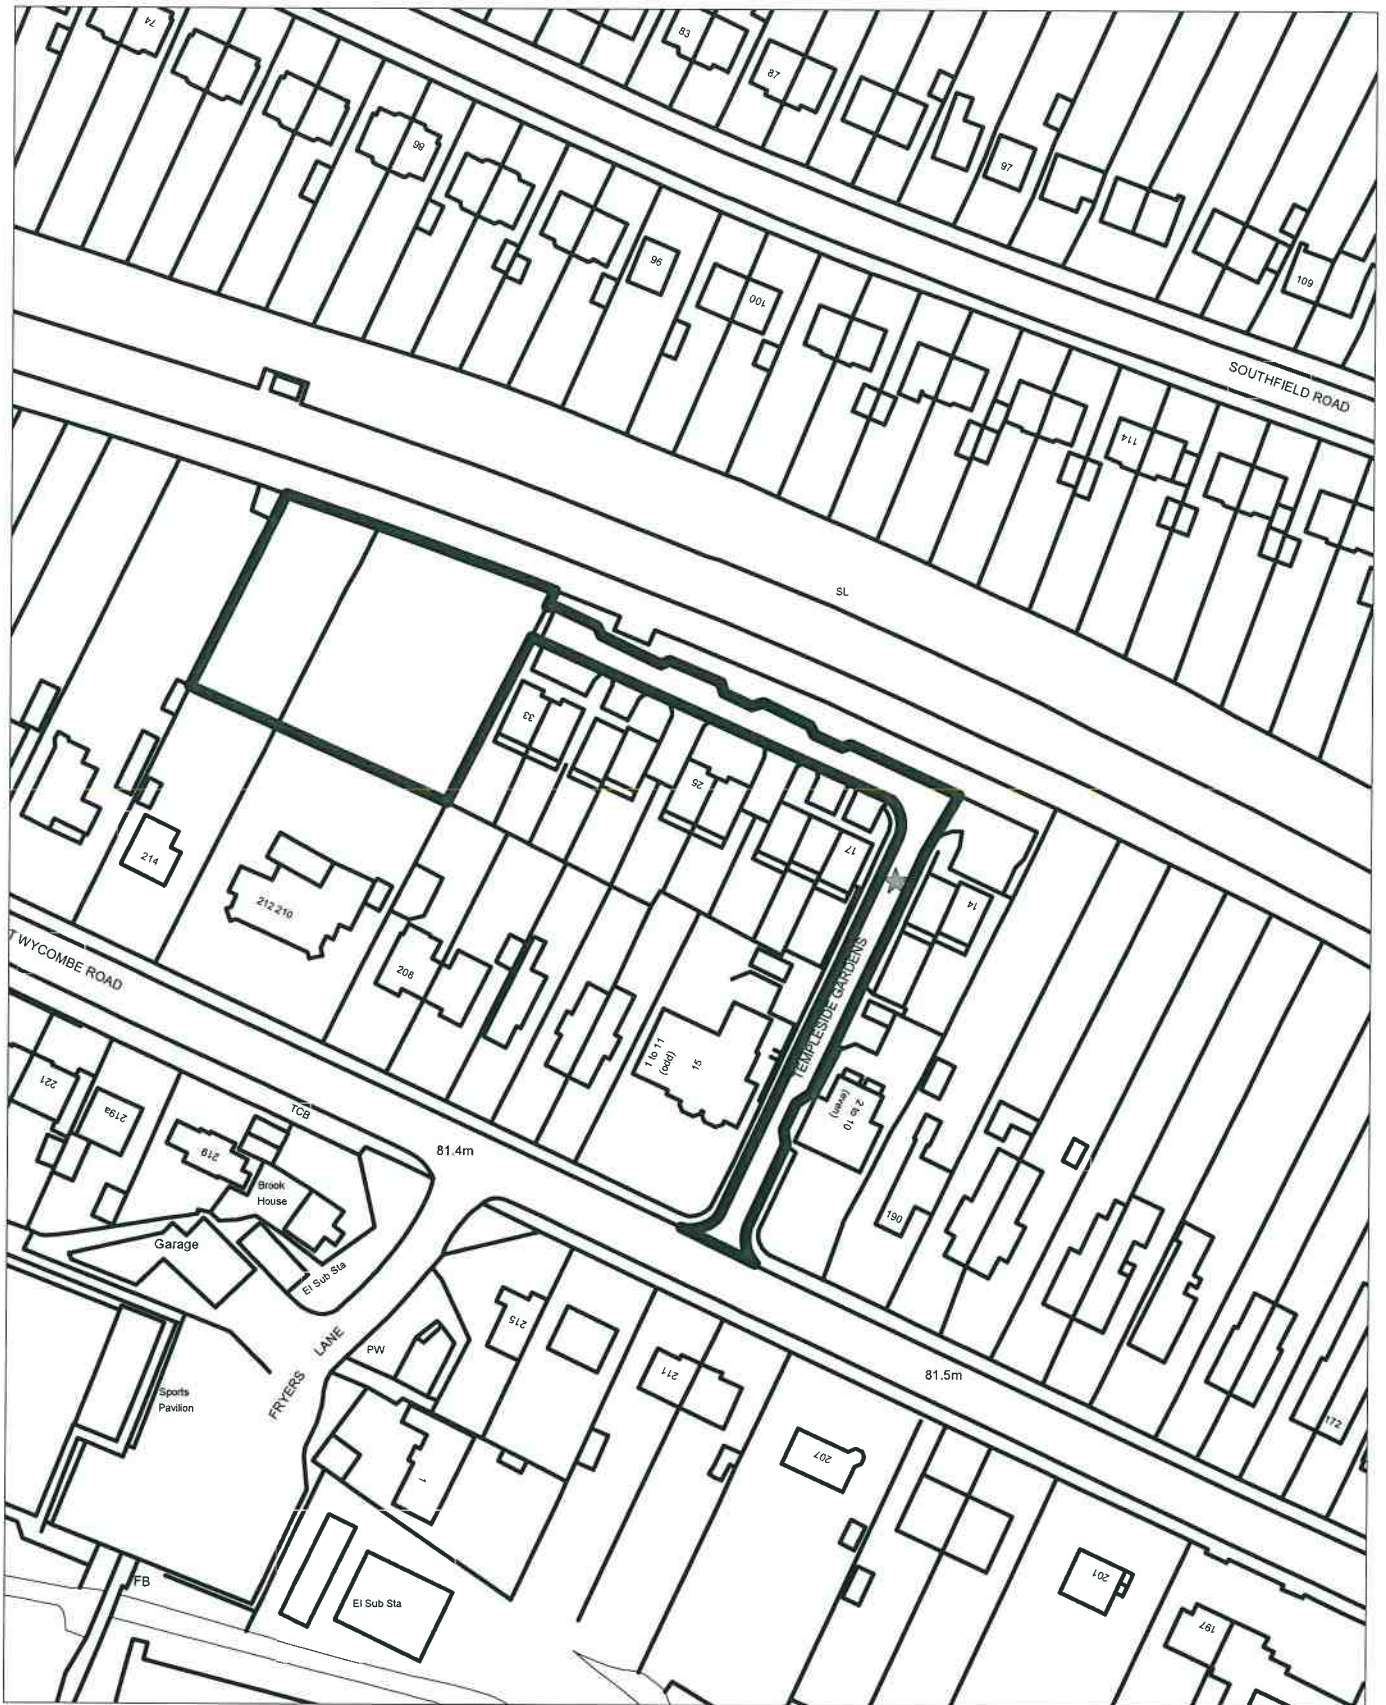 74
83
87
98
97
96
100
109
SOUTHFIELD ROAD
114
SL
33
25
17
214
212 210
14
208
T WYCOMBE ROAD
TEMPLESIDE GARDENS
1 to 11
(odd)
15
2 to 10
(even)
221
219a
TCB
219
81.4m
Brook
House
190
Garage
El Sub Sta
FRYERS LANE
PW
215
211
81.5m
Sports
Pavilion
172
207
1
FB
El Sub Sta
201
197